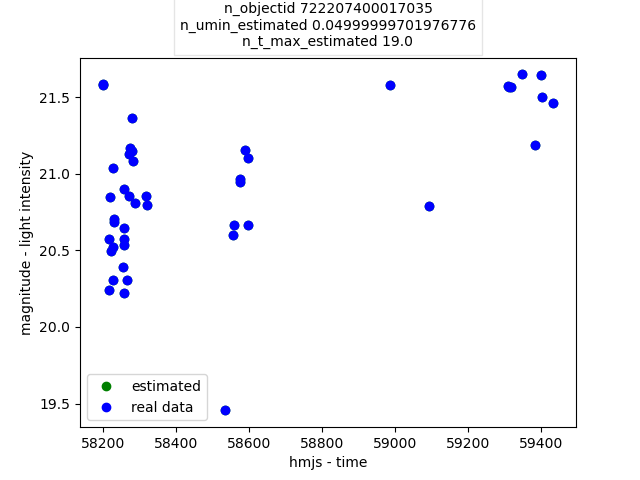 n_objectid 722207400017035
n_umin_estimated 0.04999999701976776
n_t_max_estimated 19.0
21.5
21.0
20.5
20.0
19.5
magnitude - light intensity
estimated
real data
58200 58400 58600 58800 59000 59200 59400
hmjs - time